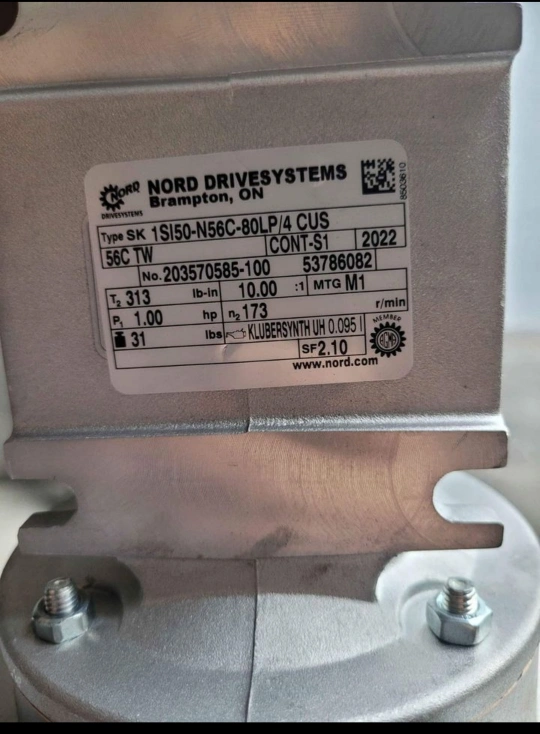 NORD
DRIVESYSTEMS
NORD DRIVESYSTEMS
Brampton, ON
8503610
Type SK 1SI50-N56C-80LP/4 CUS
56C TW CONT-S1 2022
No. 203570585-100 53786082
T2 313 lb-in 10.00 :1 MTG M1
P1 1.00 hp n2 173 r/min
31 lbs KLUBERSYNTH UH 0.095 l
SF 2.10
MEMBER
www.nord.com